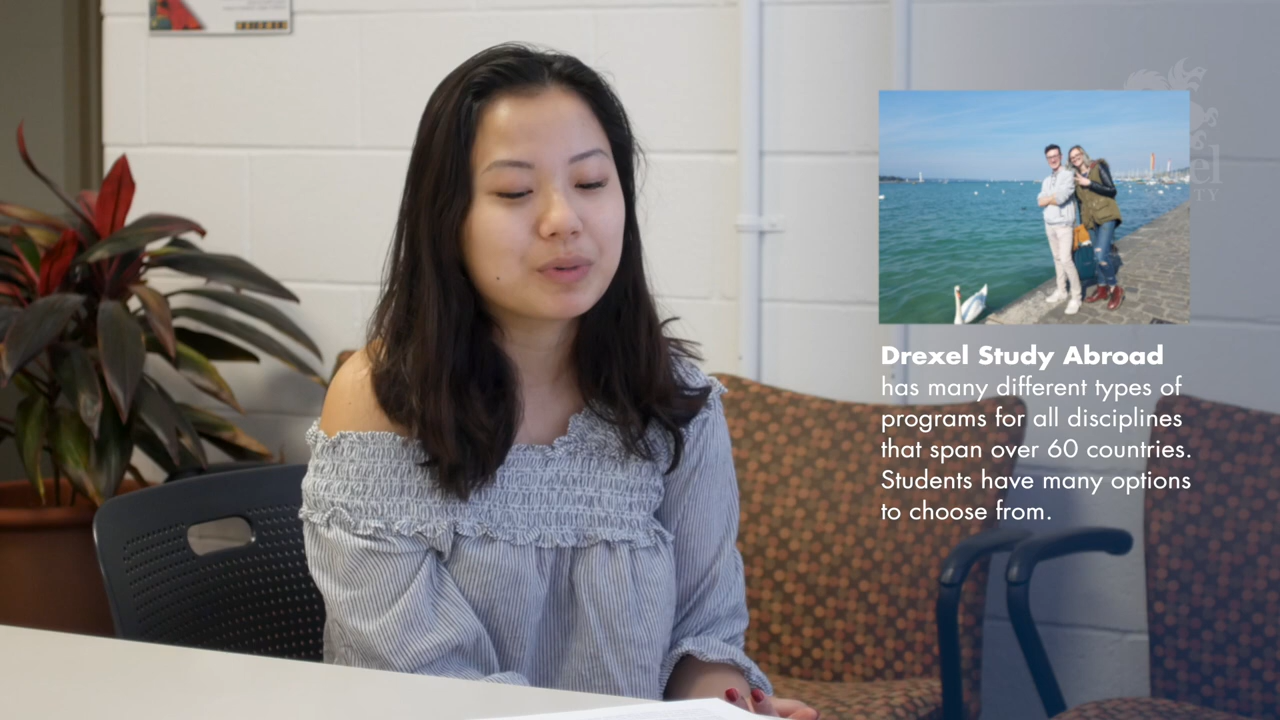 Drexel Study Abroad
has many different types of
programs for all disciplines
that span over 60 countries.
Students have many options
to choose from.